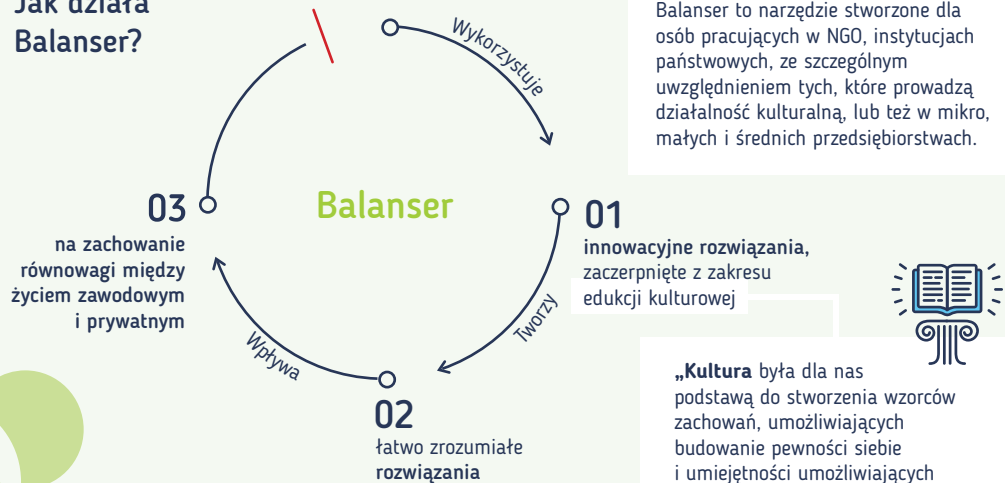 Jak działa
Balanser?
Balanser to narzędzie stworzone dla
osób pracujących w NGO, instytucjach
państwowych, ze szczególnym
uwzględnieniem tych, które prowadzą
działalność kulturalną, lub też w mikro,
małych i średnich przedsiębiorstwach.
Balanser
Wykorzystuje
01
innowacyjne rozwiązania,
zaczerpnięte z zakresu
edukcji kulturowej
Tworzy
02
łatwo zrozumiałe
rozwiązania
Wpływa
03
na zachowanie
równowagi między
życiem zawodowym
i prywatnym
„Kultura była dla nas
podstawą do stworzenia wzorców
zachowań, umożliwiających
budowanie pewności siebie
i umiejętności umożliwiających